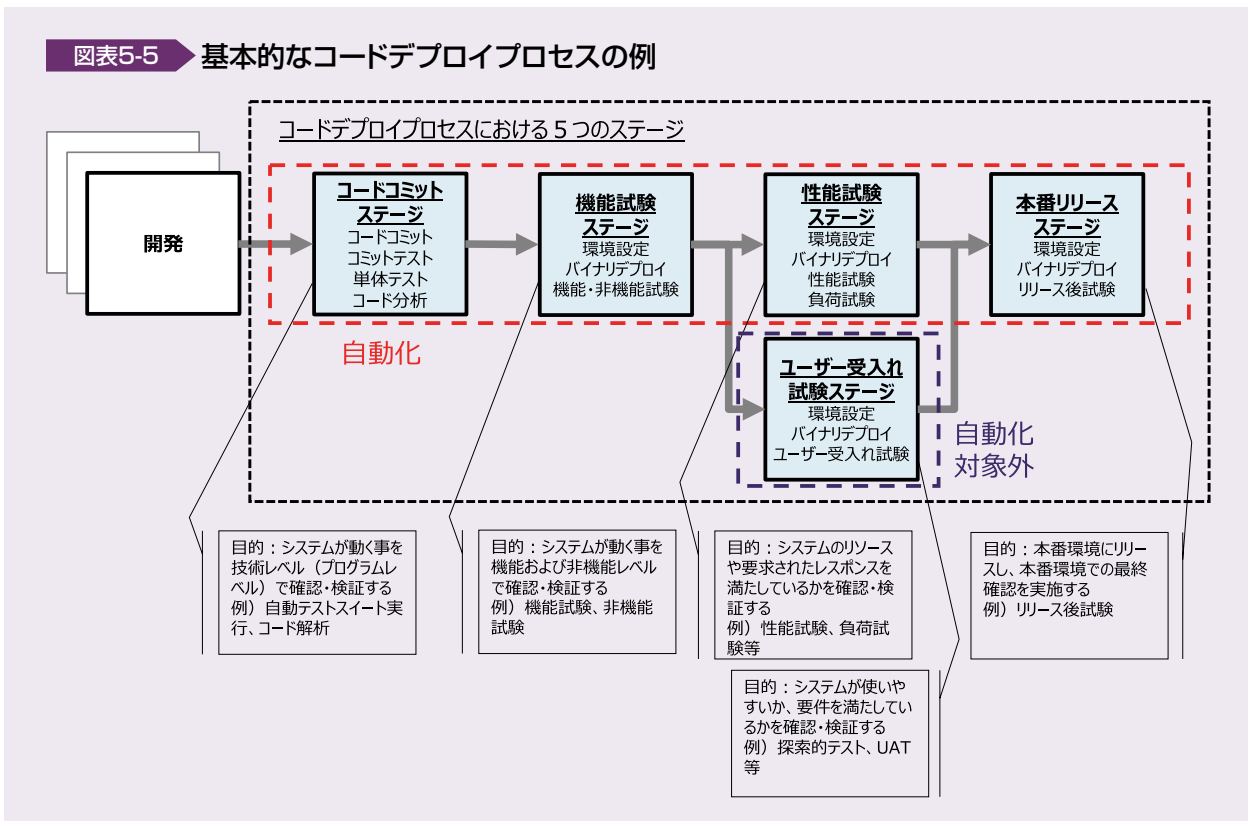 図表5-5
基本的なコードデプロイプロセスの例
コードデプロイプロセスにおける5つのステージ
開発
コードコミット
ステージ
コードコミット
コミットテスト
単体テスト
コード分析
機能試験
ステージ
環境設定
バイナリデプロイ
機能・非機能試験
性能試験
ステージ
環境設定
バイナリデプロイ
性能試験
負荷試験
本番リリース
ステージ
環境設定
バイナリデプロイ
リリース後試験
自動化
ユーザー受入れ
試験ステージ
環境設定
バイナリデプロイ
ユーザー受入れ試験
自動化
対象外
目的：システムが動く事を
技術レベル（プログラムレ
ベル）で確認・検証する
例）自動テストスイート実
行、コード解析
目的：システムが動く事を
機能および非機能レベル
で確認・検証する
例）機能試験、非機能
試験
目的：システムのリソース
や要求されたレスポンスを
満たしているかを確認・検
証する
例）性能試験、負荷試
験等
目的：本番環境にリリー
スし、本番環境での最終
確認を実施する
例）リリース後試験
目的：システムが使いや
すいか、要件を満たしてい
るかを確認・検証する
例）探索的テスト、UAT
等